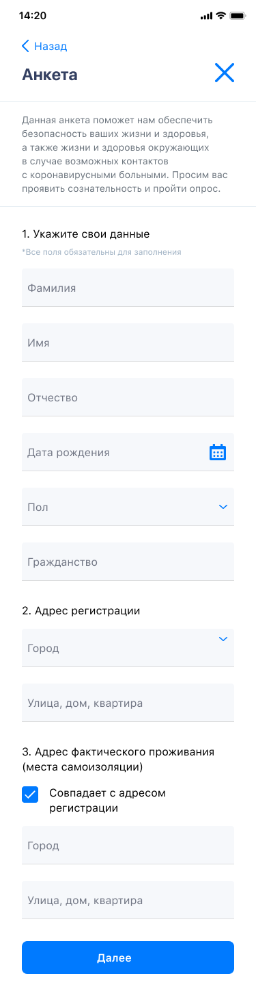 14:20
Назад
Анкета
Данная анкета поможет нам обеспечить
безопасность ваших жизни и здоровья,
а также жизни и здоровья окружающих
в случае возможных контактов
с коронавирусными больными. Просим вас
проявить сознательность и пройти опрос.
1. Укажите свои данные
*Все поля обязательны для заполнения
Фамилия
Имя
Отчество
Дата рождения
Пол
Гражданство
2. Адрес регистрации
Город
Улица, дом, квартира
3. Адрес фактического проживания
(места самоизоляции)
Совпадает с адресом
регистрации
Город
Улица, дом, квартира
Далее